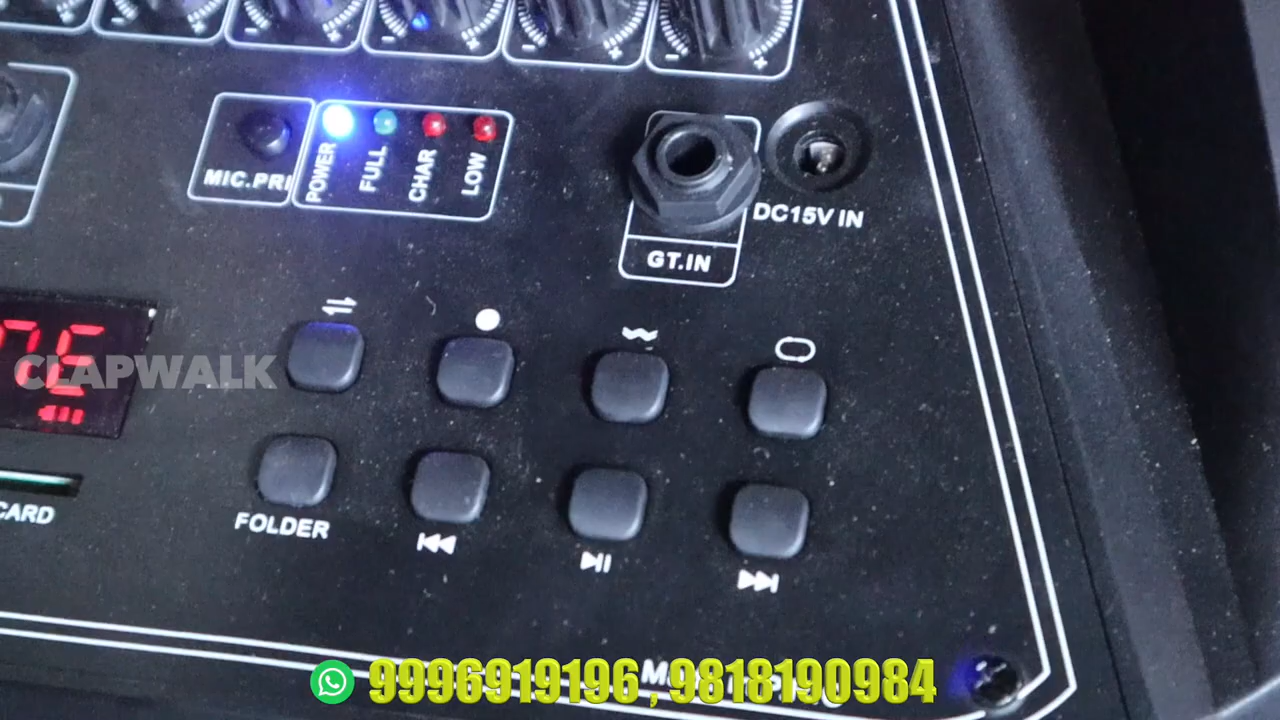 MIC.PRI
POWER
FULL
CHAR
LOW
DC15V IN
GT.IN
CLAPWALK
CARD
FOLDER
9996919196 , 9818190984